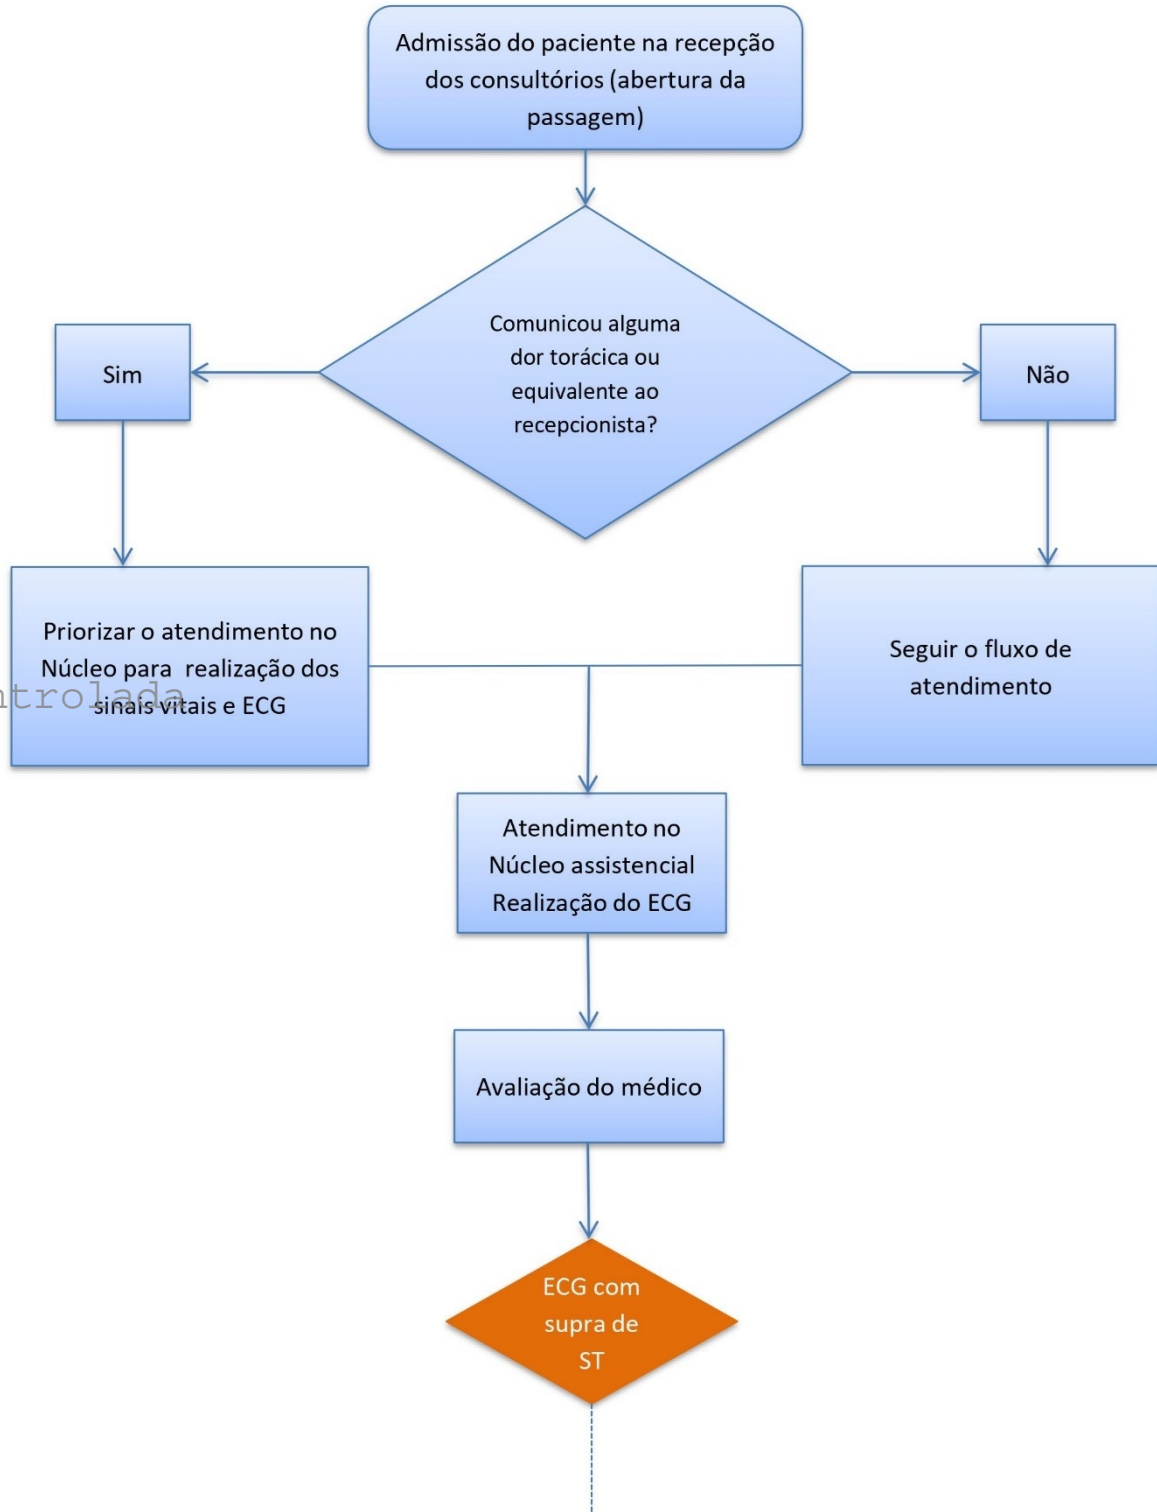 Admissão do paciente na recepção
dos consultórios (abertura da
passagem)
Comunicou alguma
dor torácica ou
equivalente ao
recepcionista?
Sim
Não
Priorizar o atendimento no
Núcleo para  realização dos
sinais vitais e ECG
Seguir o fluxo de
atendimento
Atendimento no
Núcleo assistencial
Realização do ECG
Avaliação do médico
ECG com
supra de
ST